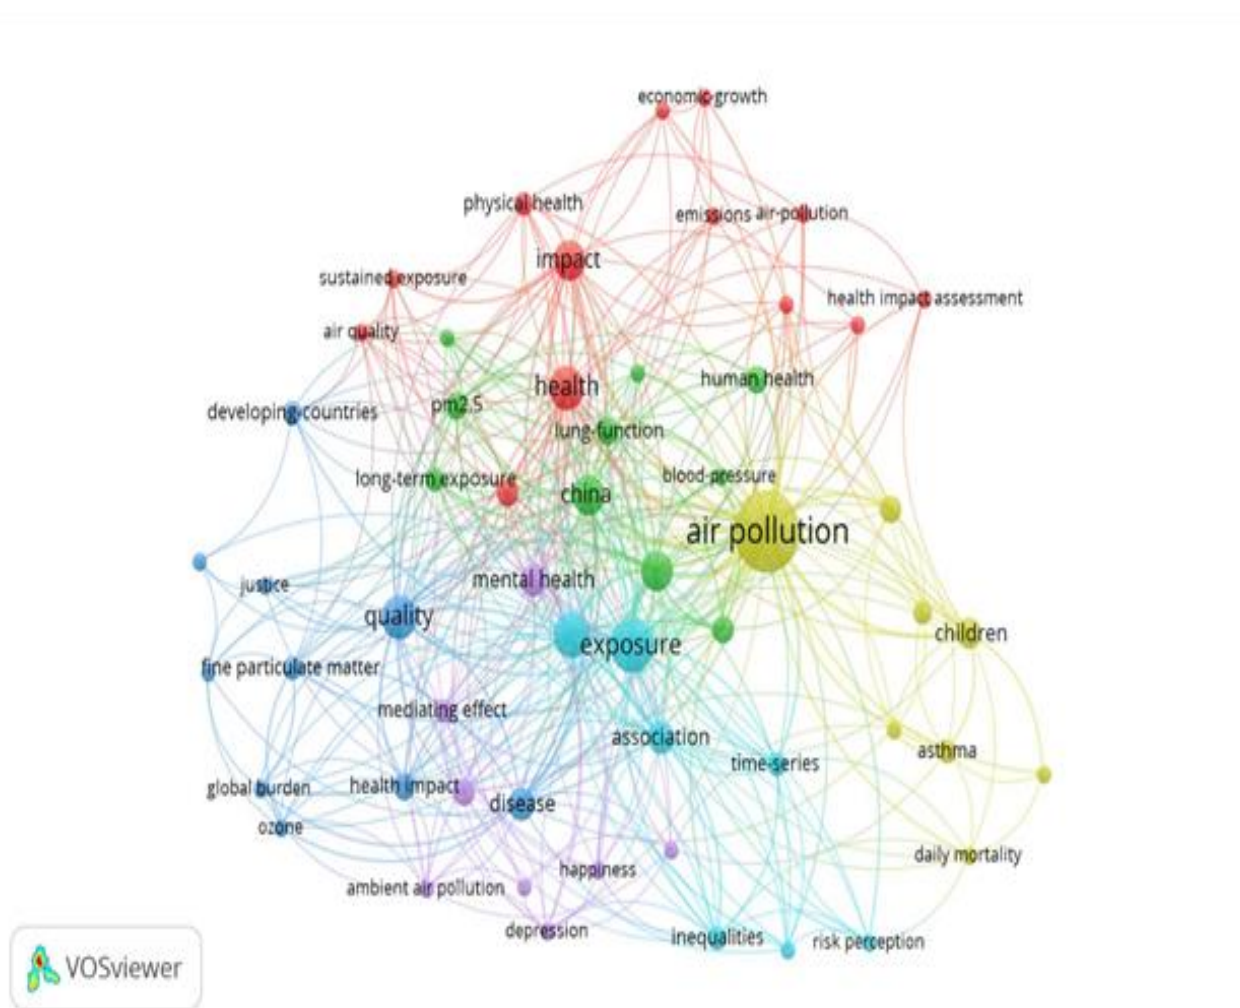 economic growth
physical health
emissions
air-pollution
impact
sustained exposure
health impact assessment
air quality
health
human health
developing-countries
pm2.5
lung-function
long-term exposure
blood-pressure
china
air pollution
mental health
justice
quality
children
exposure
fine particulate matter
mediating effect
association
asthma
time-series
global burden
health impact
disease
ozone
daily mortality
happiness
ambient air pollution
depression
inequalities
risk perception
VOSviewer